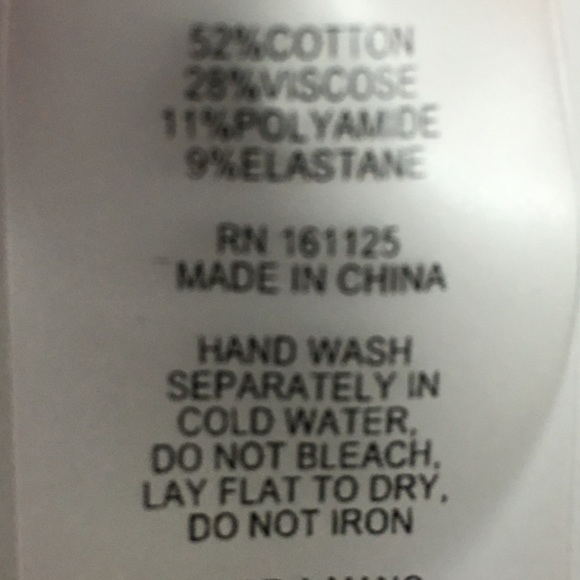 52%COTTON
28%VISCOSE
11%POLYAMIDE
9%ELASTANE
RN 161125
MADE IN CHINA
HAND WASH
SEPARATELY IN
COLD WATER,
DO NOT BLEACH,
LAY FLAT TO DRY,
DO NOT IRON